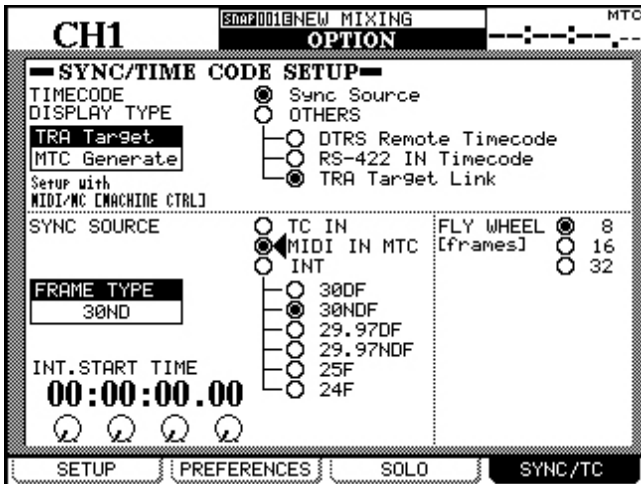 CH1
SNAP001 NEW MIXING
OPTION
MTC
--:--:--.--
SYNC/TIME CODE SETUP
TIMECODE
DISPLAY TYPE
Sync Source
OTHERS
TRA Target
MTC Generate
DTRS Remote Timecode
RS-422 IN Timecode
TRA Target Link
Setup with
MIDI/MC [MACHINE CTRL]
SYNC SOURCE
TC IN
MIDI IN MTC
INT
FLY WHEEL
[frames]
8
16
32
FRAME TYPE
30ND
30DF
30NDF
29.97DF
29.97NDF
25F
24F
INT.START TIME
00:00:00.00
SETUP
PREFERENCES
SOLO
SYNC/TC